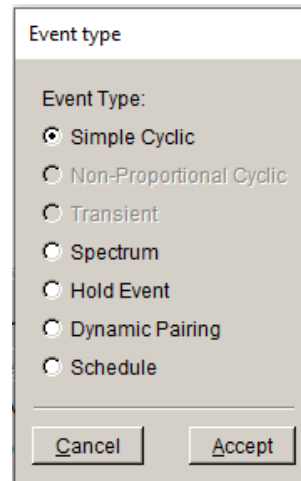 Event type
Event Type:
Simple Cyclic
Non-Proportional Cyclic
Transient
Spectrum
Hold Event
Dynamic Pairing
Schedule
Cancel Accept